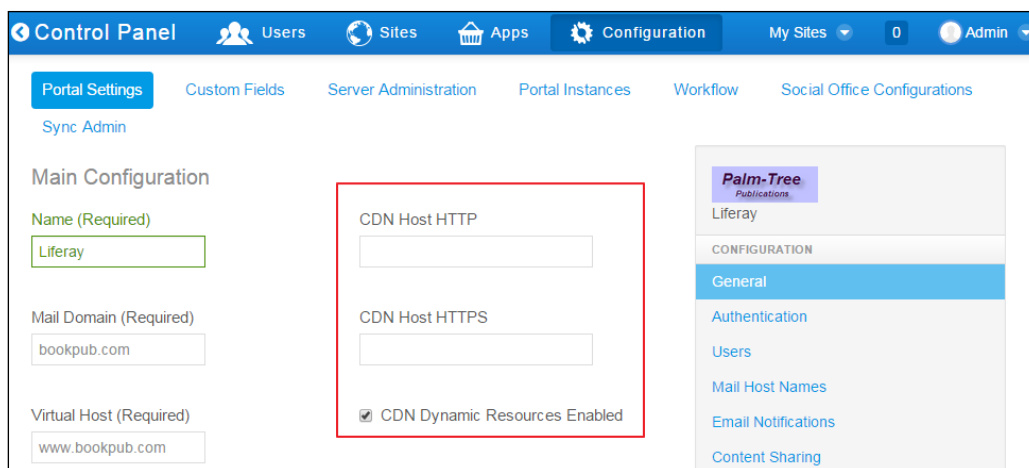 Control Panel Users Sites Apps Configuration My Sites 0 Admin
Portal Settings Custom Fields Server Administration Portal Instances Workflow Social Office Configurations
Sync Admin
Main Configuration
Name (Required)
Liferay
Mail Domain (Required)
bookpub.com
Virtual Host (Required)
www.bookpub.com
CDN Host HTTP
CDN Host HTTPS
CDN Dynamic Resources Enabled
Palm-Tree
Publications
Liferay
CONFIGURATION
General
Authentication
Users
Mail Host Names
Email Notifications
Content Sharing